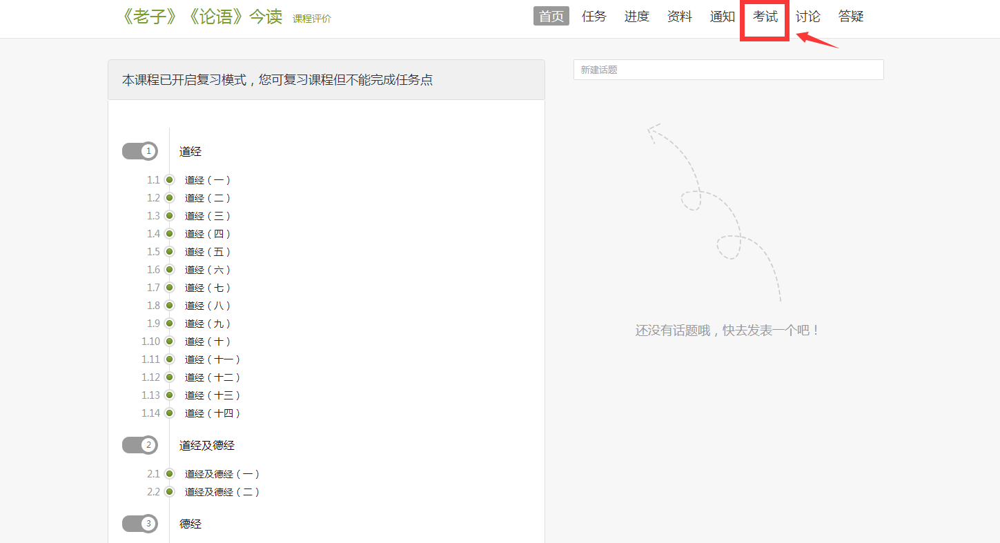 《老子》《论语》今读 课程评价
首页 任务 进度 资料 通知 考试 讨论 答疑
本课程已开启复习模式，您可复习课程但不能完成任务点
1 道经
1.1 道经（一）
1.2 道经（二）
1.3 道经（三）
1.4 道经（四）
1.5 道经（五）
1.6 道经（六）
1.7 道经（七）
1.8 道经（八）
1.9 道经（九）
1.10 道经（十）
1.11 道经（十一）
1.12 道经（十二）
1.13 道经（十三）
1.14 道经（十四）
2 道经及德经
2.1 道经及德经（一）
2.2 道经及德经（二）
3 德经
新建话题
还没有话题哦，快去发表一个吧！